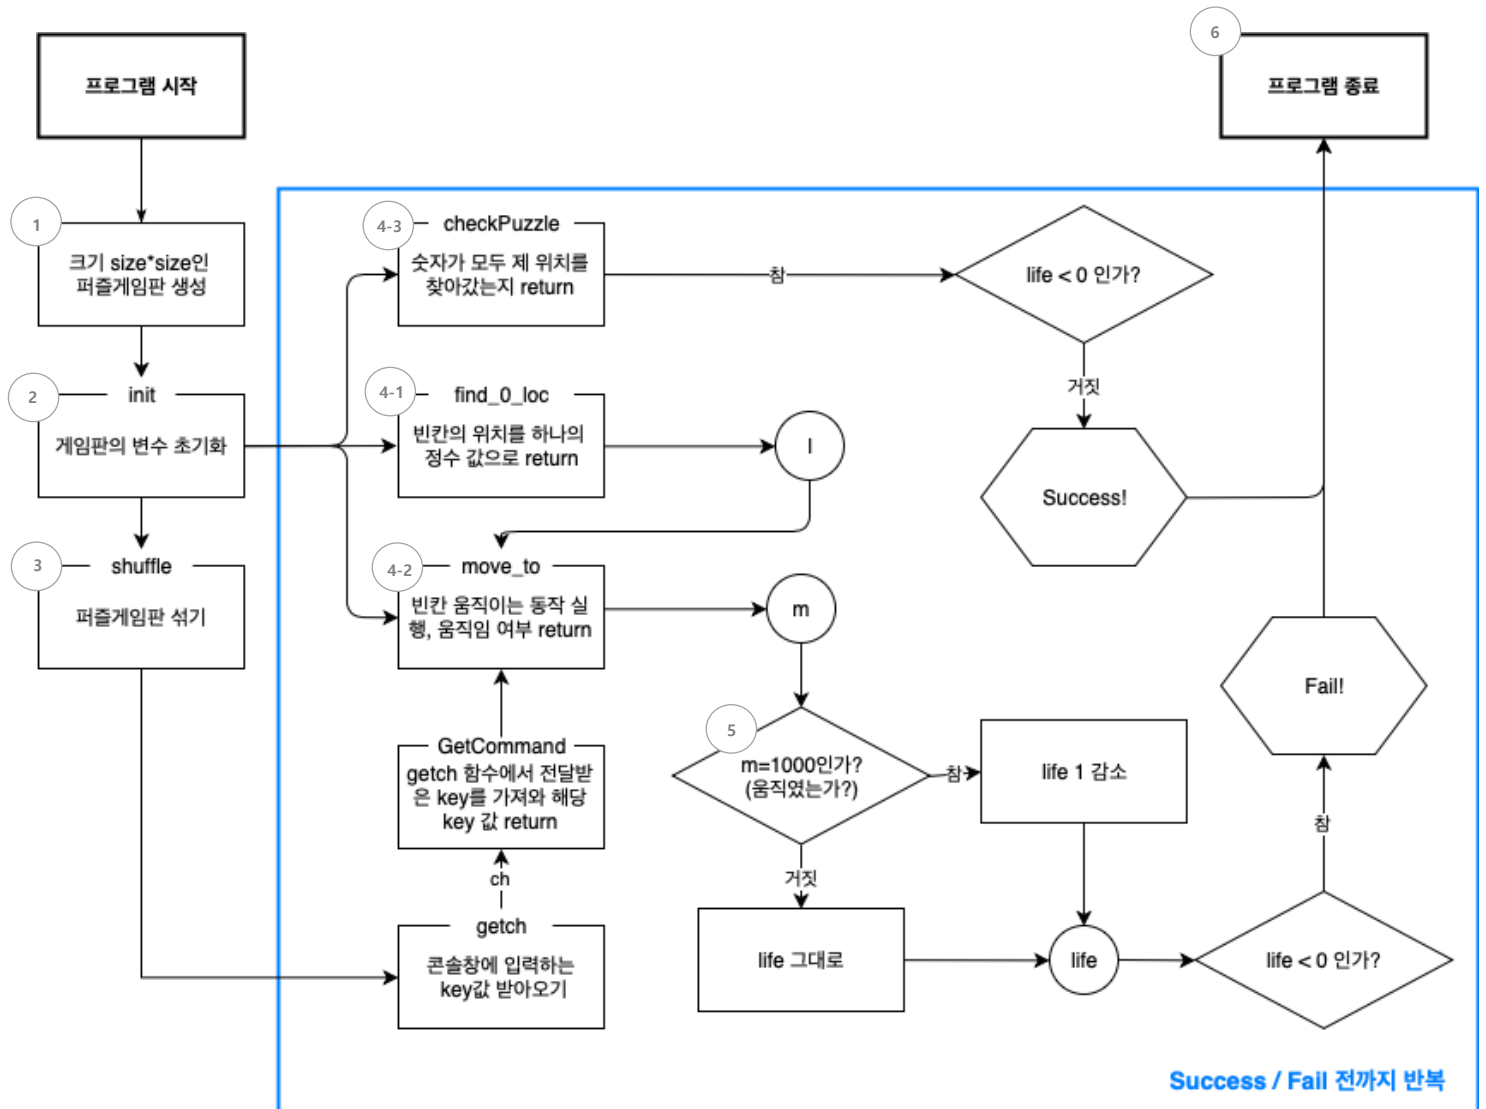 프로그램 시작
6
프로그램 종료
1
크기 size*size인
퍼즐게임판 생성
4-3
checkPuzzle
숫자가 모두 제 위치를
찾아갔는지 return
참
life < 0 인가?
2
init
게임판의 변수 초기화
4-1
find_0_loc
빈칸의 위치를 하나의
정수 값으로 return
l
거짓
Success!
3
shuffle
퍼즐게임판 섞기
4-2
move_to
빈칸 움직이는 동작 실
행, 움직임 여부 return
m
5
m=1000인가?
(움직였는가?)
참
life 1 감소
Fail!
GetCommand
getch 함수에서 전달받
은 key를 가져와 해당
key 값 return
ch
거짓
참
getch
콘솔창에 입력하는
key값 받아오기
life 그대로
life
life < 0 인가?
Success / Fail 전까지 반복